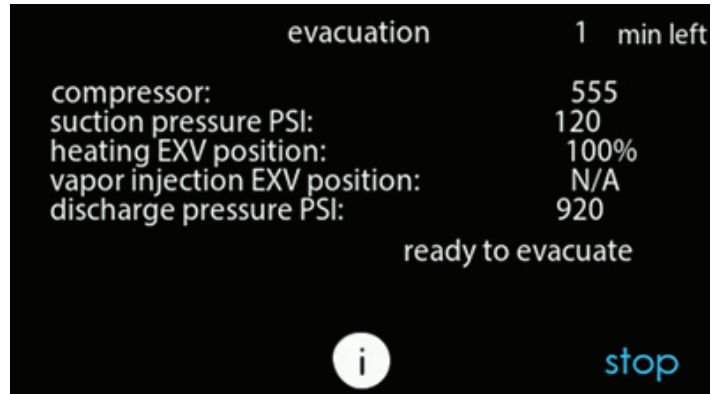 evacuation 1 min left
compressor: 555
suction pressure PSI: 120
heating EXV position: 100%
vapor injection EXV position: N/A
discharge pressure PSI: 920
ready to evacuate
i
stop